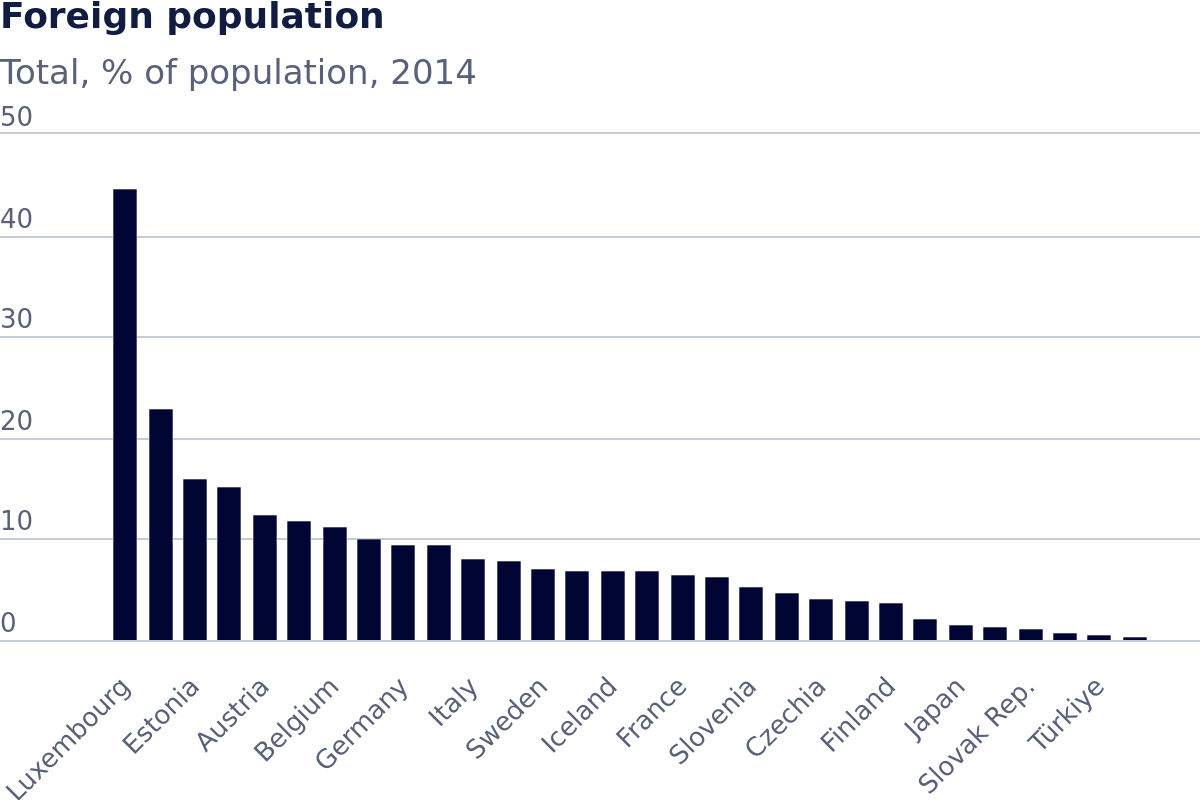 Foreign population
Total, % of population, 2014
50
40
30
20
10
0
Luxembourg
Estonia
Austria
Belgium
Germany
Italy
Sweden
Iceland
France
Slovenia
Czechia
Finland
Japan
Slovak Rep.
Türkiye